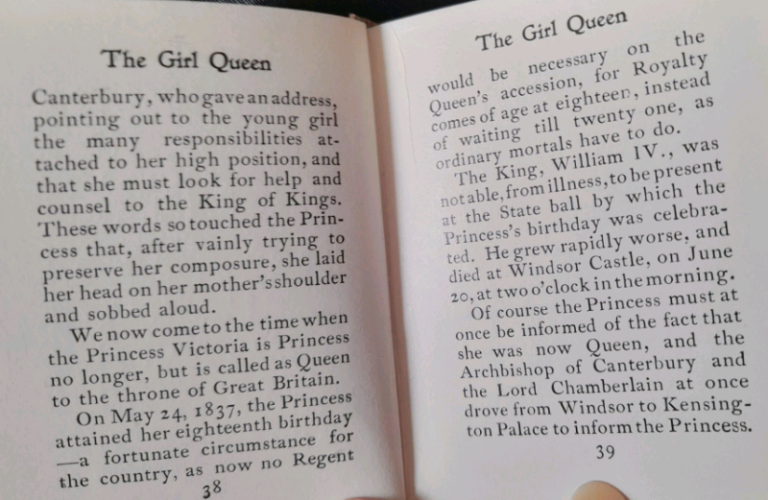 The Girl Queen
Canterbury, who gave an address,
pointing out to the young girl
the many responsibilities at-
tached to her high position, and
that she must look for help and
counsel to the King of Kings.
These words so touched the Prin-
cess that, after vainly trying to
preserve her composure, she laid
her head on her mother's shoulder
and sobbed aloud.
We now come to the time when
the Princess Victoria is Princess
no longer, but is called as Queen
to the throne of Great Britain.
On May 24, 1837, the Princess
attained her eighteenth birthday
—a fortunate circumstance for
the country, as now no Regent
38
The Girl Queen
would be necessary on the
Queen's accession, for Royalty
comes of age at eighteen, instead
of waiting till twenty one, as
ordinary mortals have to do.
The King, William IV., was
not able, from illness, to be present
at the State ball by which the
Princess's birthday was celebra-
ted. He grew rapidly worse, and
died at Windsor Castle, on June
20, at two o'clock in the morning.
Of course the Princess must at
once be informed of the fact that
she was now Queen, and the
Archbishop of Canterbury and
the Lord Chamberlain at once
drove from Windsor to Kensing-
ton Palace to inform the Princess.
39